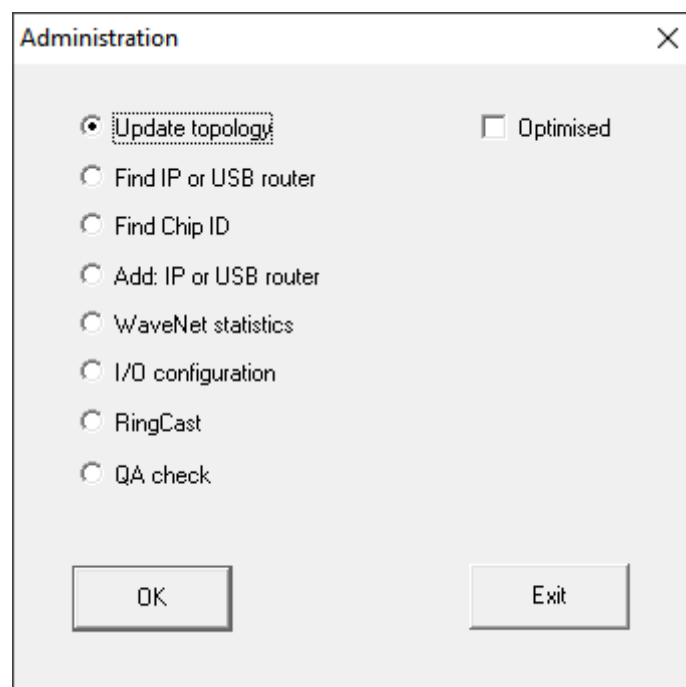 Administration
Update topology
Optimised
Find IP or USB router
Find Chip ID
Add: IP or USB router
WaveNet statistics
I/O configuration
RingCast
QA check
OK
Exit